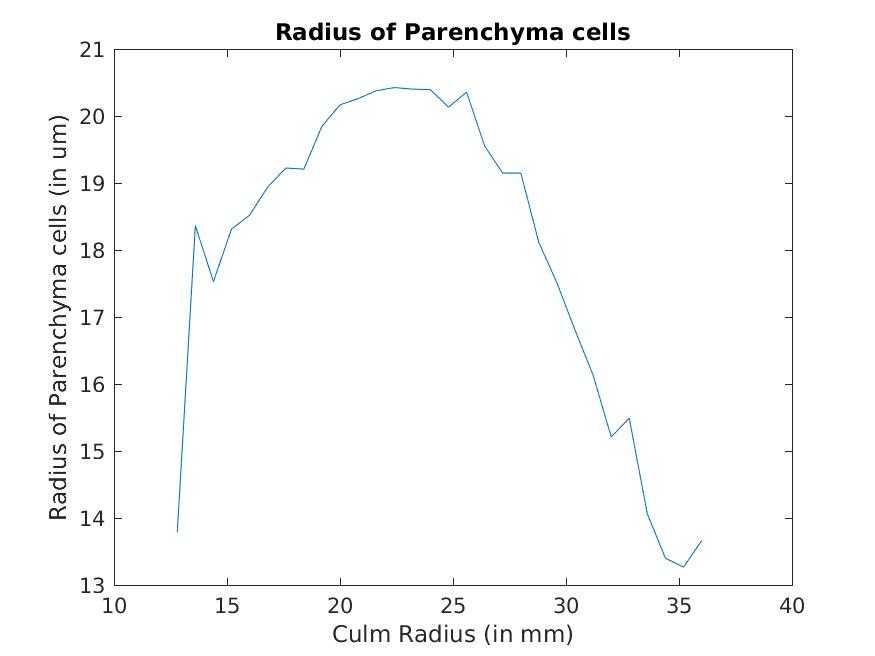 Radius of Parenchyma cells
Radius of Parenchyma cells (in um)
21
20
19
18
17
16
15
14
13
10 15 20 25 30 35 40
Culm Radius (in mm)